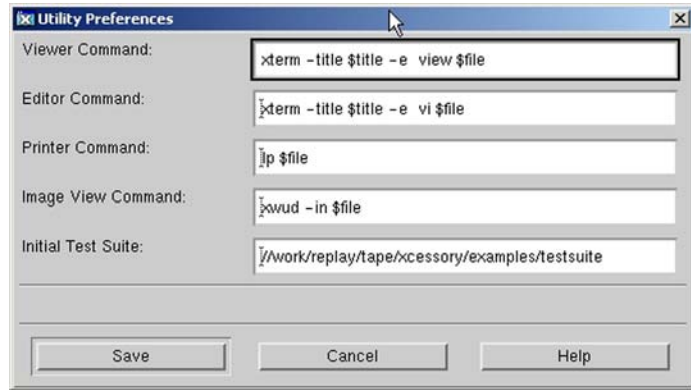 Utility Preferences
Viewer Command:
xterm -title $title -e view $file
Editor Command:
xterm -title $title -e vi $file
Printer Command:
lp $file
Image View Command:
xwud -in $file
Initial Test Suite:
//work/replay/tape/xcessory/examples/testsuite
Save Cancel Help